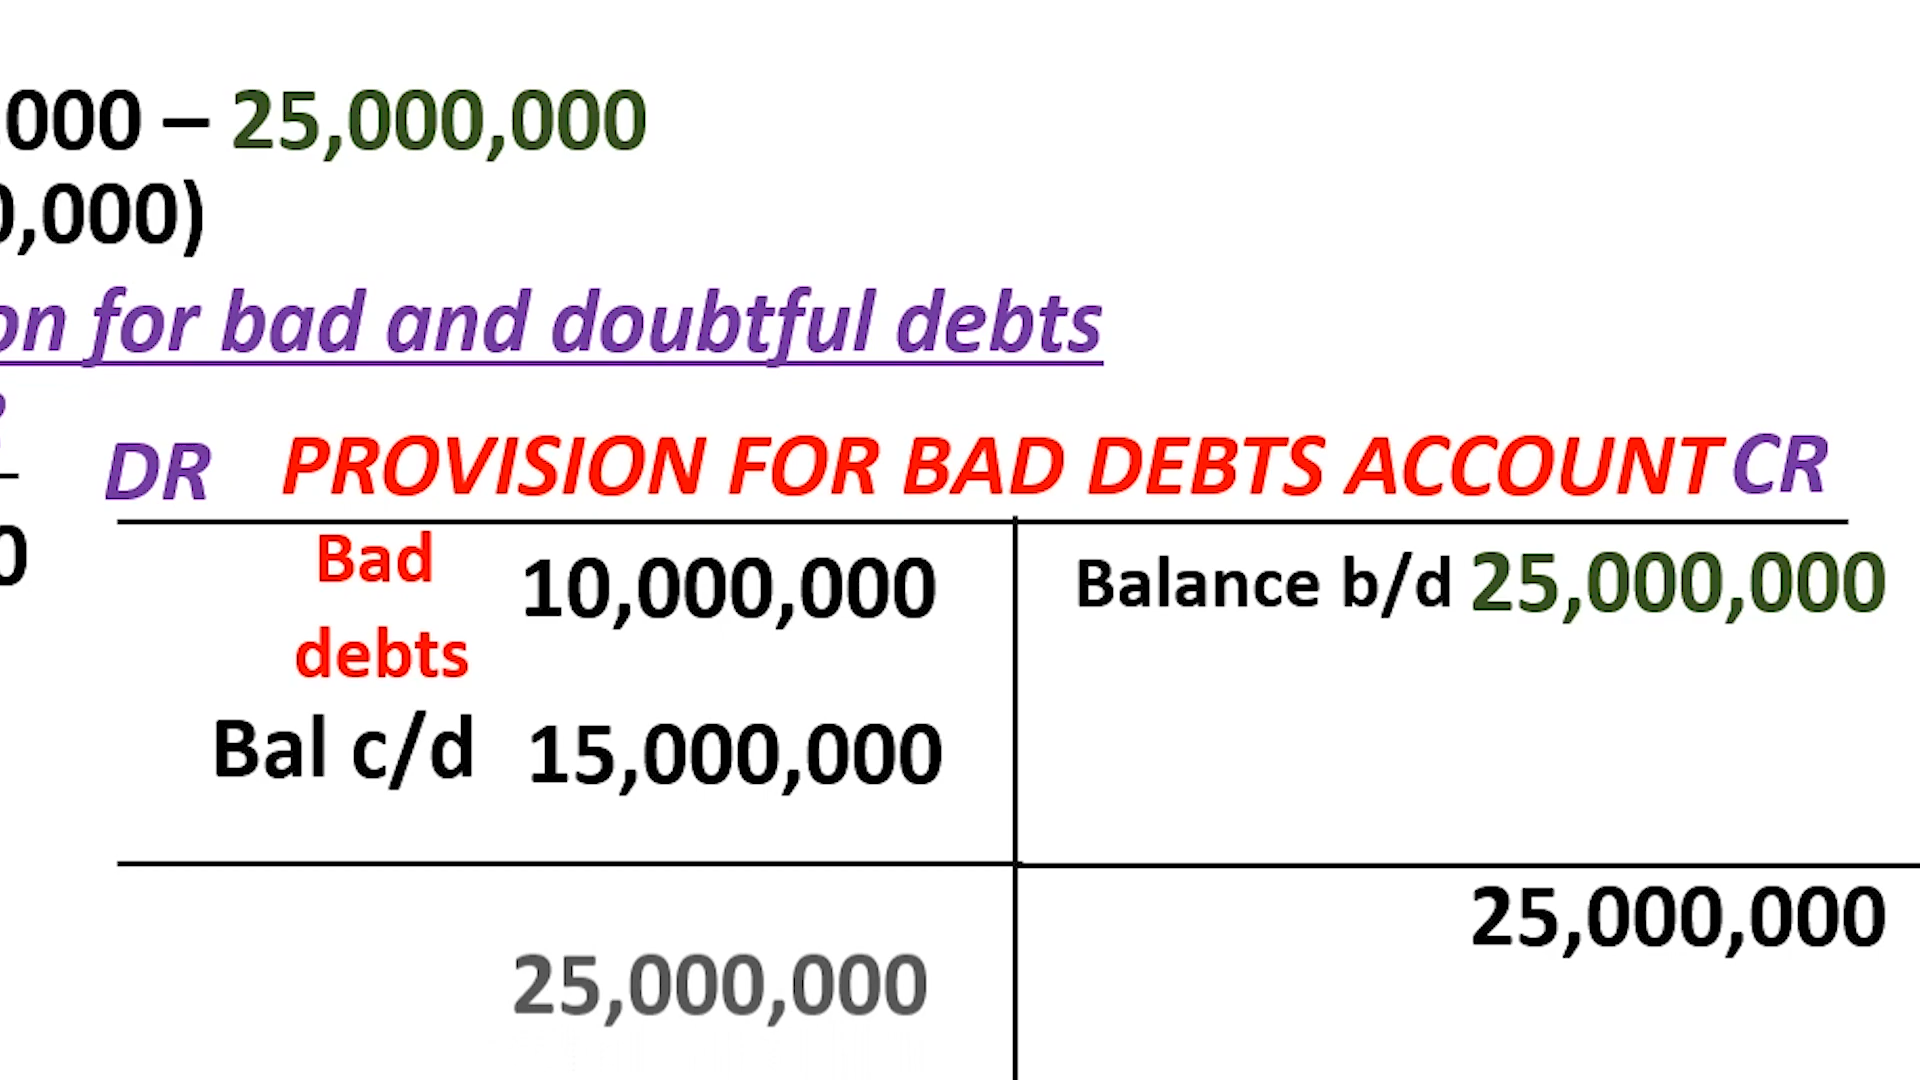 000 – 25,000,000
0,000)
on for bad and doubtful debts
DR PROVISION FOR BAD DEBTS ACCOUNT CR
Bad debts 10,000,000 Balance b/d 25,000,000
Bal c/d 15,000,000
25,000,000
25,000,000